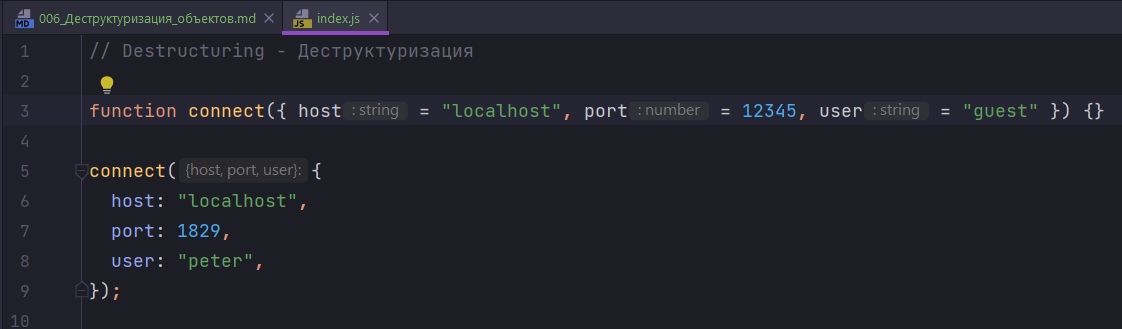 MD 006_Деструктуризация_объектов.md × JS index.js ×
1 // Destructuring - Деструктуризация
2
3 function connect({ host :string = "localhost", port :number = 12345, user :string = "guest" }) {}
4
5 connect( {host, port, user}: {
6 host: "localhost",
7 port: 1829,
8 user: "peter",
9 });
10